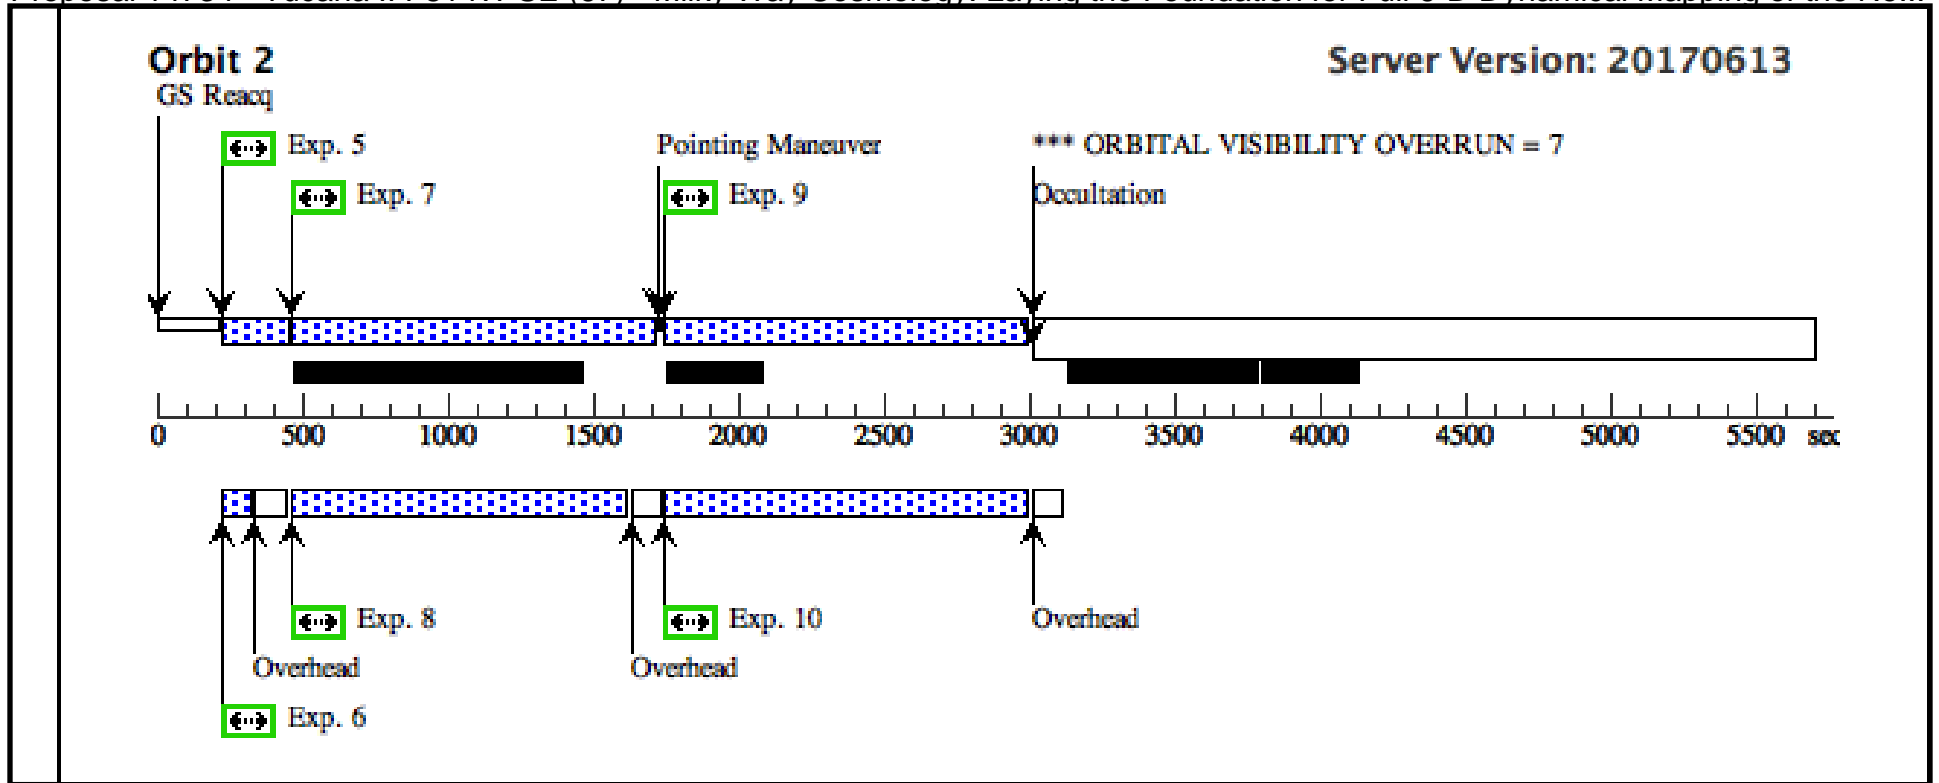 Orbit 2
Server Version: 20170613
GS Reacq
Exp. 5
Pointing Maneuver
*** ORBITAL VISIBILITY OVERRUN = 7
Exp. 7
Exp. 9
Occultation
0 500 1000 1500 2000 2500 3000 3500 4000 4500 5000 5500 sec
Exp. 8
Exp. 10
Overhead
Overhead
Overhead
Exp. 6